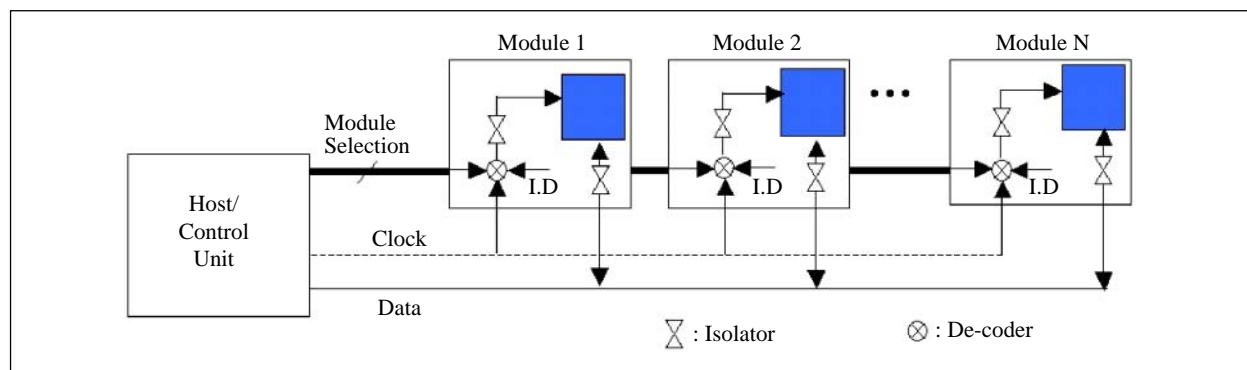 Module 1
Module 2
Module N
Module
Selection
I.D
I.D
I.D
Host/
Control
Unit
Clock
Data
: Isolator
: De-coder